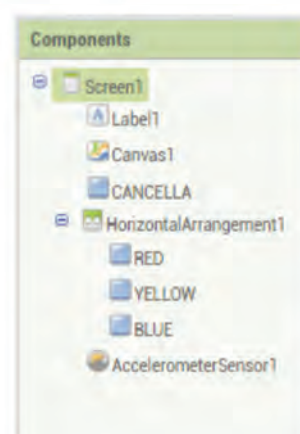 Components
Screen1
A Label1
Canvas1
CANCELLA
HorizontalArrangement1
RED
YELLOW
BLUE
AccelerometerSensor1